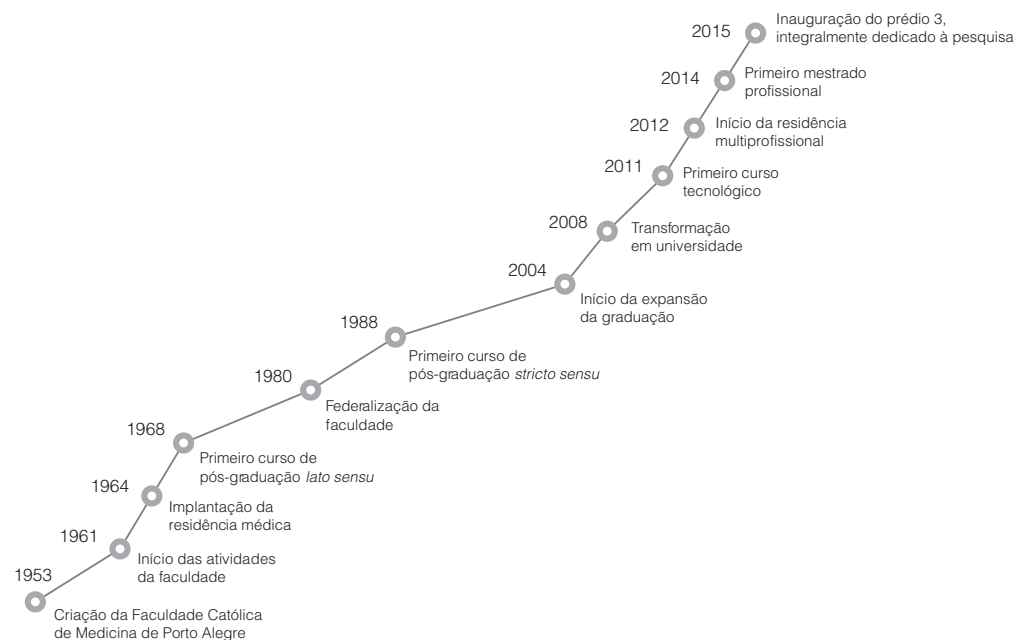 2015
Inauguração do prédio 3,
integralmente dedicado à pesquisa
2014
Primeiro mestrado
profissional
2012
Início da residência
multiprofissional
2011
Primeiro curso
tecnológico
2008
Transformação
em universidade
2004
Início da expansão
da graduação
1988
Primeiro curso de
pós-graduação stricto sensu
1980
Federalização da
faculdade
1968
Primeiro curso de
pós-graduação lato sensu
1964
Implantação da
residência médica
1961
Início das atividades
da faculdade
1953
Criação da Faculdade Católica
de Medicina de Porto Alegre